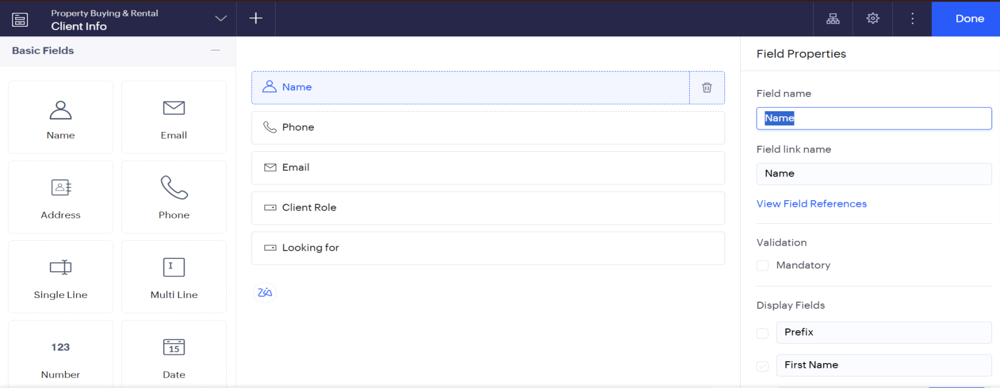 Property Buying & Rental
Client Info
Done
Basic Fields
Name
Email
Address
Phone
Single Line
Multi Line
123
Number
15
Date
Name
Phone
Email
Client Role
Looking for
Zia
Field Properties
Field name
Name
Field link name
Name
View Field References
Validation
Mandatory
Display Fields
Prefix
First Name